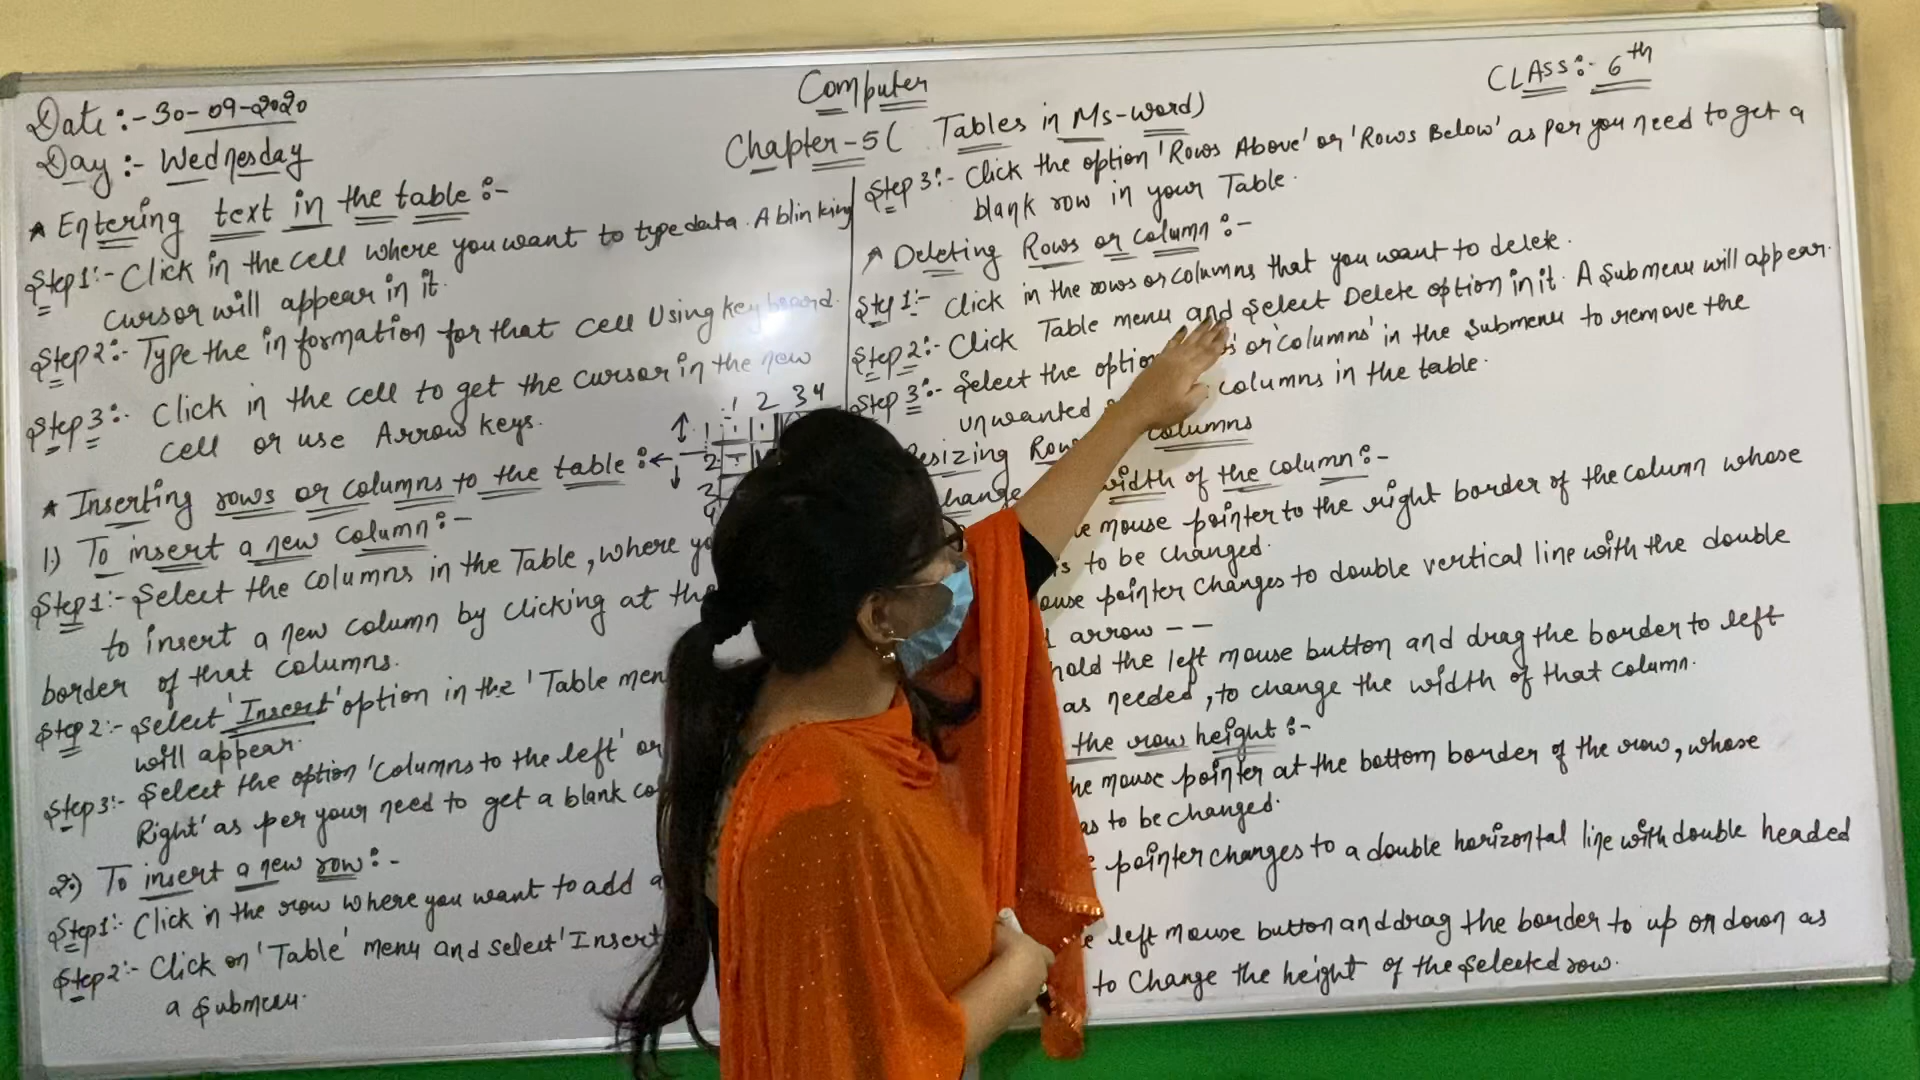 Computer
CLASS:- 6th
Date:- 30-09-2020
Day:- Wednesday
Chapter-5 ( Tables in Ms-word)
* Entering text in the table :-
Step 1:- Click in the cell where you want to type data. A blinking
cursor will appear in it.
Step 2:- Type the information for that cell Using keyboard.
Step 3:- Click in the cell to get the cursor in the new
cell or use Arrow keys.
1 2 3 4
1
2
3
4
* Inserting rows or columns to the table :-
1.) To insert a new column :-
Step 1:- Select the columns in the Table, where
to insert a new column by clicking at the
border of that columns.
Step 2:- Select 'Insert' option in the 'Table
will appear.
Step 3:- Select the option 'Columns to the left' or
Right' as per your need to get a blank
2.) To insert a new row :-
Step 1:- Click in the row where you want to add a
Step 2:- Click on 'Table' menu and select 'Insert
a submenu.
Step 3:- Click the option 'Rows Above' or 'Rows Below' as per you need to get a
blank row in your Table.
* Deleting Rows or column :-
Step 1:- Click in the rows or columns that you want to delete.
Step 2:- Click Table menu and Select Delete option in it. A Submenu will appear.
Step 3:- Select the option or 'columns' in the Submenu to remove the
unwanted columns in the table.
columns
width of the column :-
mouse pointer to the right border of the column whose
to be changed.
pointer changes to double vertical line with the double
arrow --
hold the left mouse button and drag the border to left
as needed, to change the width of that column.
the row height :-
mouse pointer at the bottom border of the row, whose
to be changed.
pointer changes to a double horizontal line with double headed
left mouse button and drag the border to up or down as
to Change the height of the selected row.